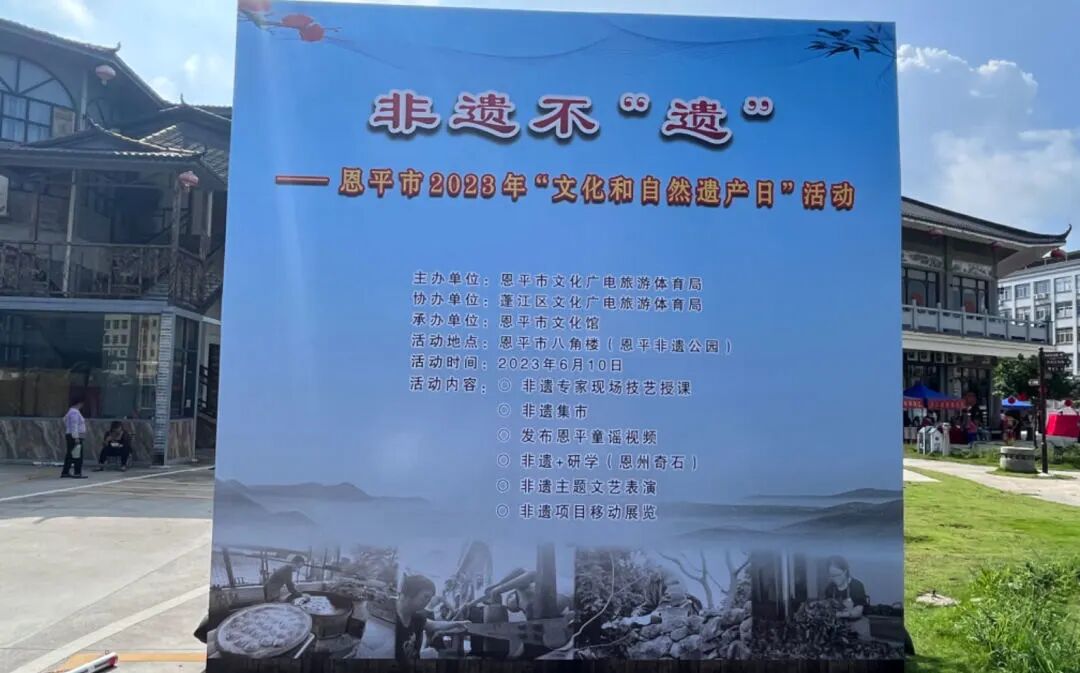 非遗不“遗”
——恩平市2023年“文化和自然遗产日”活动
主办单位：恩平市文化广电旅游体育局
协办单位：蓬江区文化广电旅游体育局
承办单位：恩平市文化馆
活动地点：恩平市八角楼（恩平非遗公园）
活动时间：2023年6月10日
活动内容：○ 非遗专家现场技艺授课
○ 非遗集市
○ 发布恩平童谣视频
○ 非遗+研学（恩州奇石）
○ 非遗主题文艺表演
○ 非遗项目移动展览